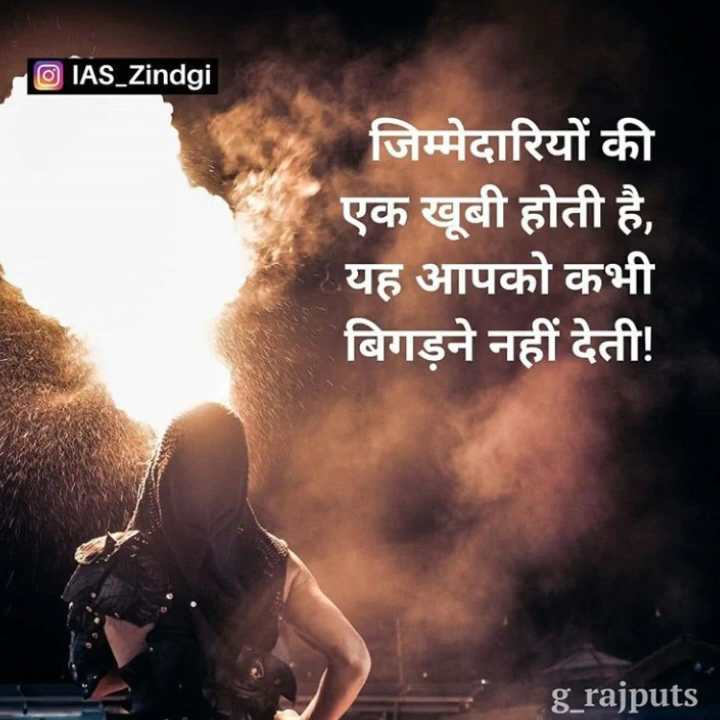 IAS_Zindgi
जिम्मेदारियों की
एक खूबी होती है,
यह आपको कभी
बिगड़ने नहीं देती!
g_rajputs